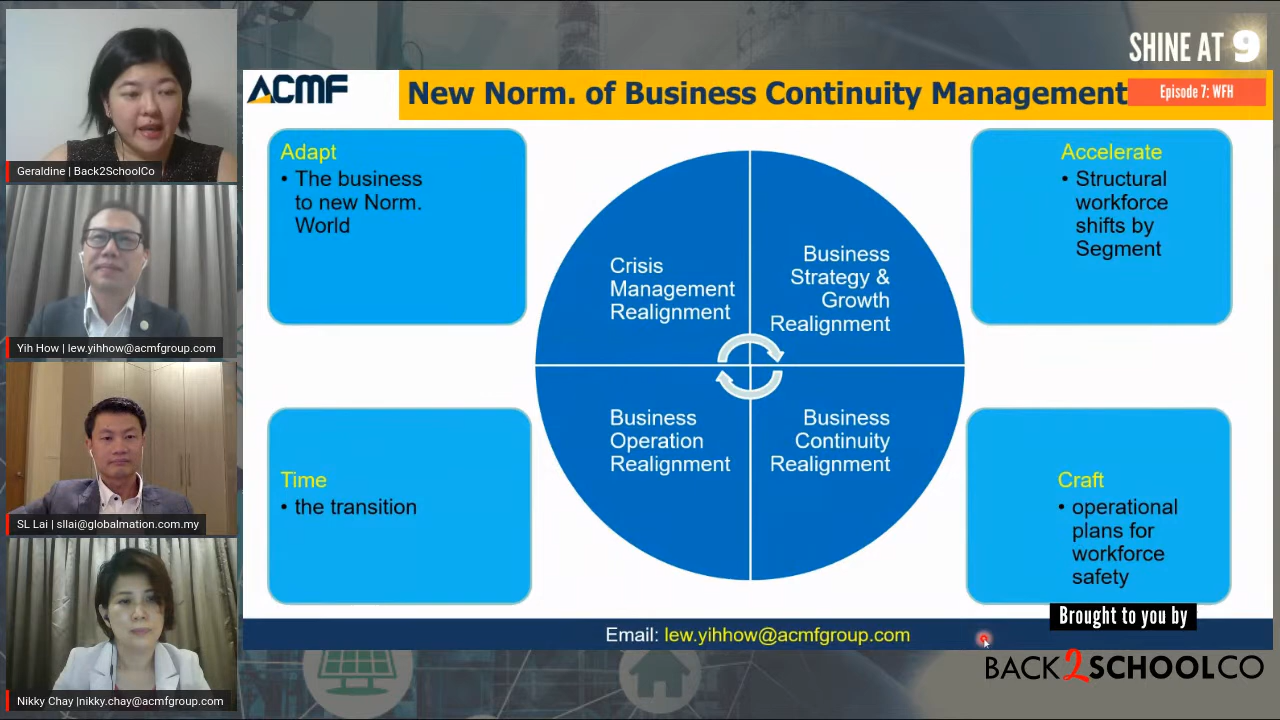 SHINE AT 9
ACMF
New Norm. of Business Continuity Management
Episode 7: WFH
Geraldine | Back2SchoolCo
Yih How | lew.yihhow@acmfgroup.com
SL Lai | sllai@globalmation.com.my
Nikky Chay |nikky.chay@acmfgroup.com
Adapt
• The business
to new Norm.
World
Accelerate
• Structural
workforce
shifts by
Segment
Crisis
Management
Realignment
Business
Strategy &
Growth
Realignment
Business
Operation
Realignment
Business
Continuity
Realignment
Time
• the transition
Craft
• operational
plans for
workforce
safety
Email: lew.yihhow@acmfgroup.com
Brought to you by
BACK2SCHOOLCO